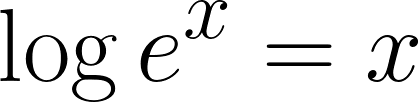 log e^x = x